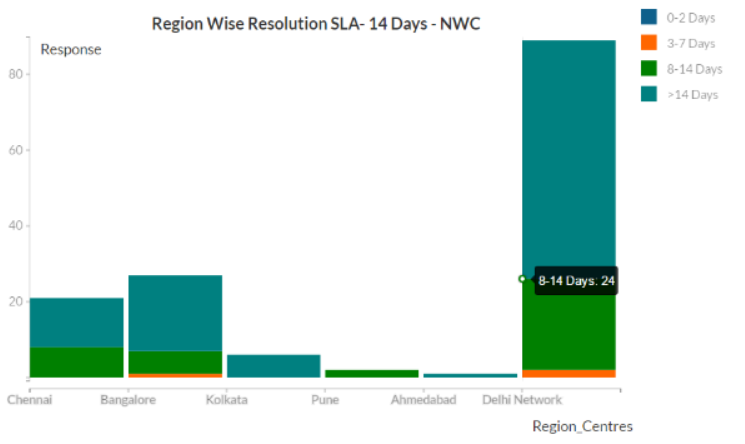 Region Wise Resolution SLA- 14 Days - NWC
Response
0-2 Days
3-7 Days
8-14 Days
>14 Days
80
60
40
20
8-14 Days: 24
Chennai Bangalore Kolkata Pune Ahmedabad Delhi Network
Region_Centres